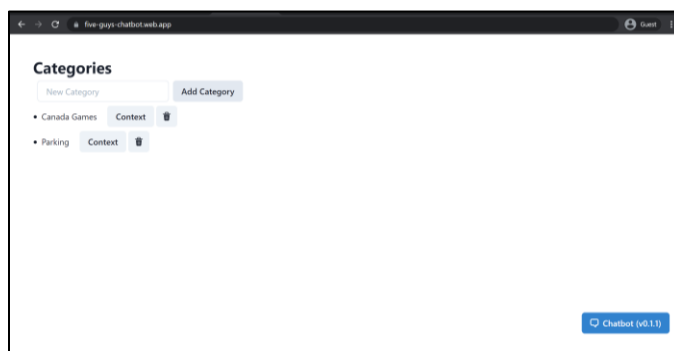 five-guys-chatbot.web.app Guest
Categories
New Category Add Category
Canada Games Context
Parking Context
Chatbot (v0.1.1)